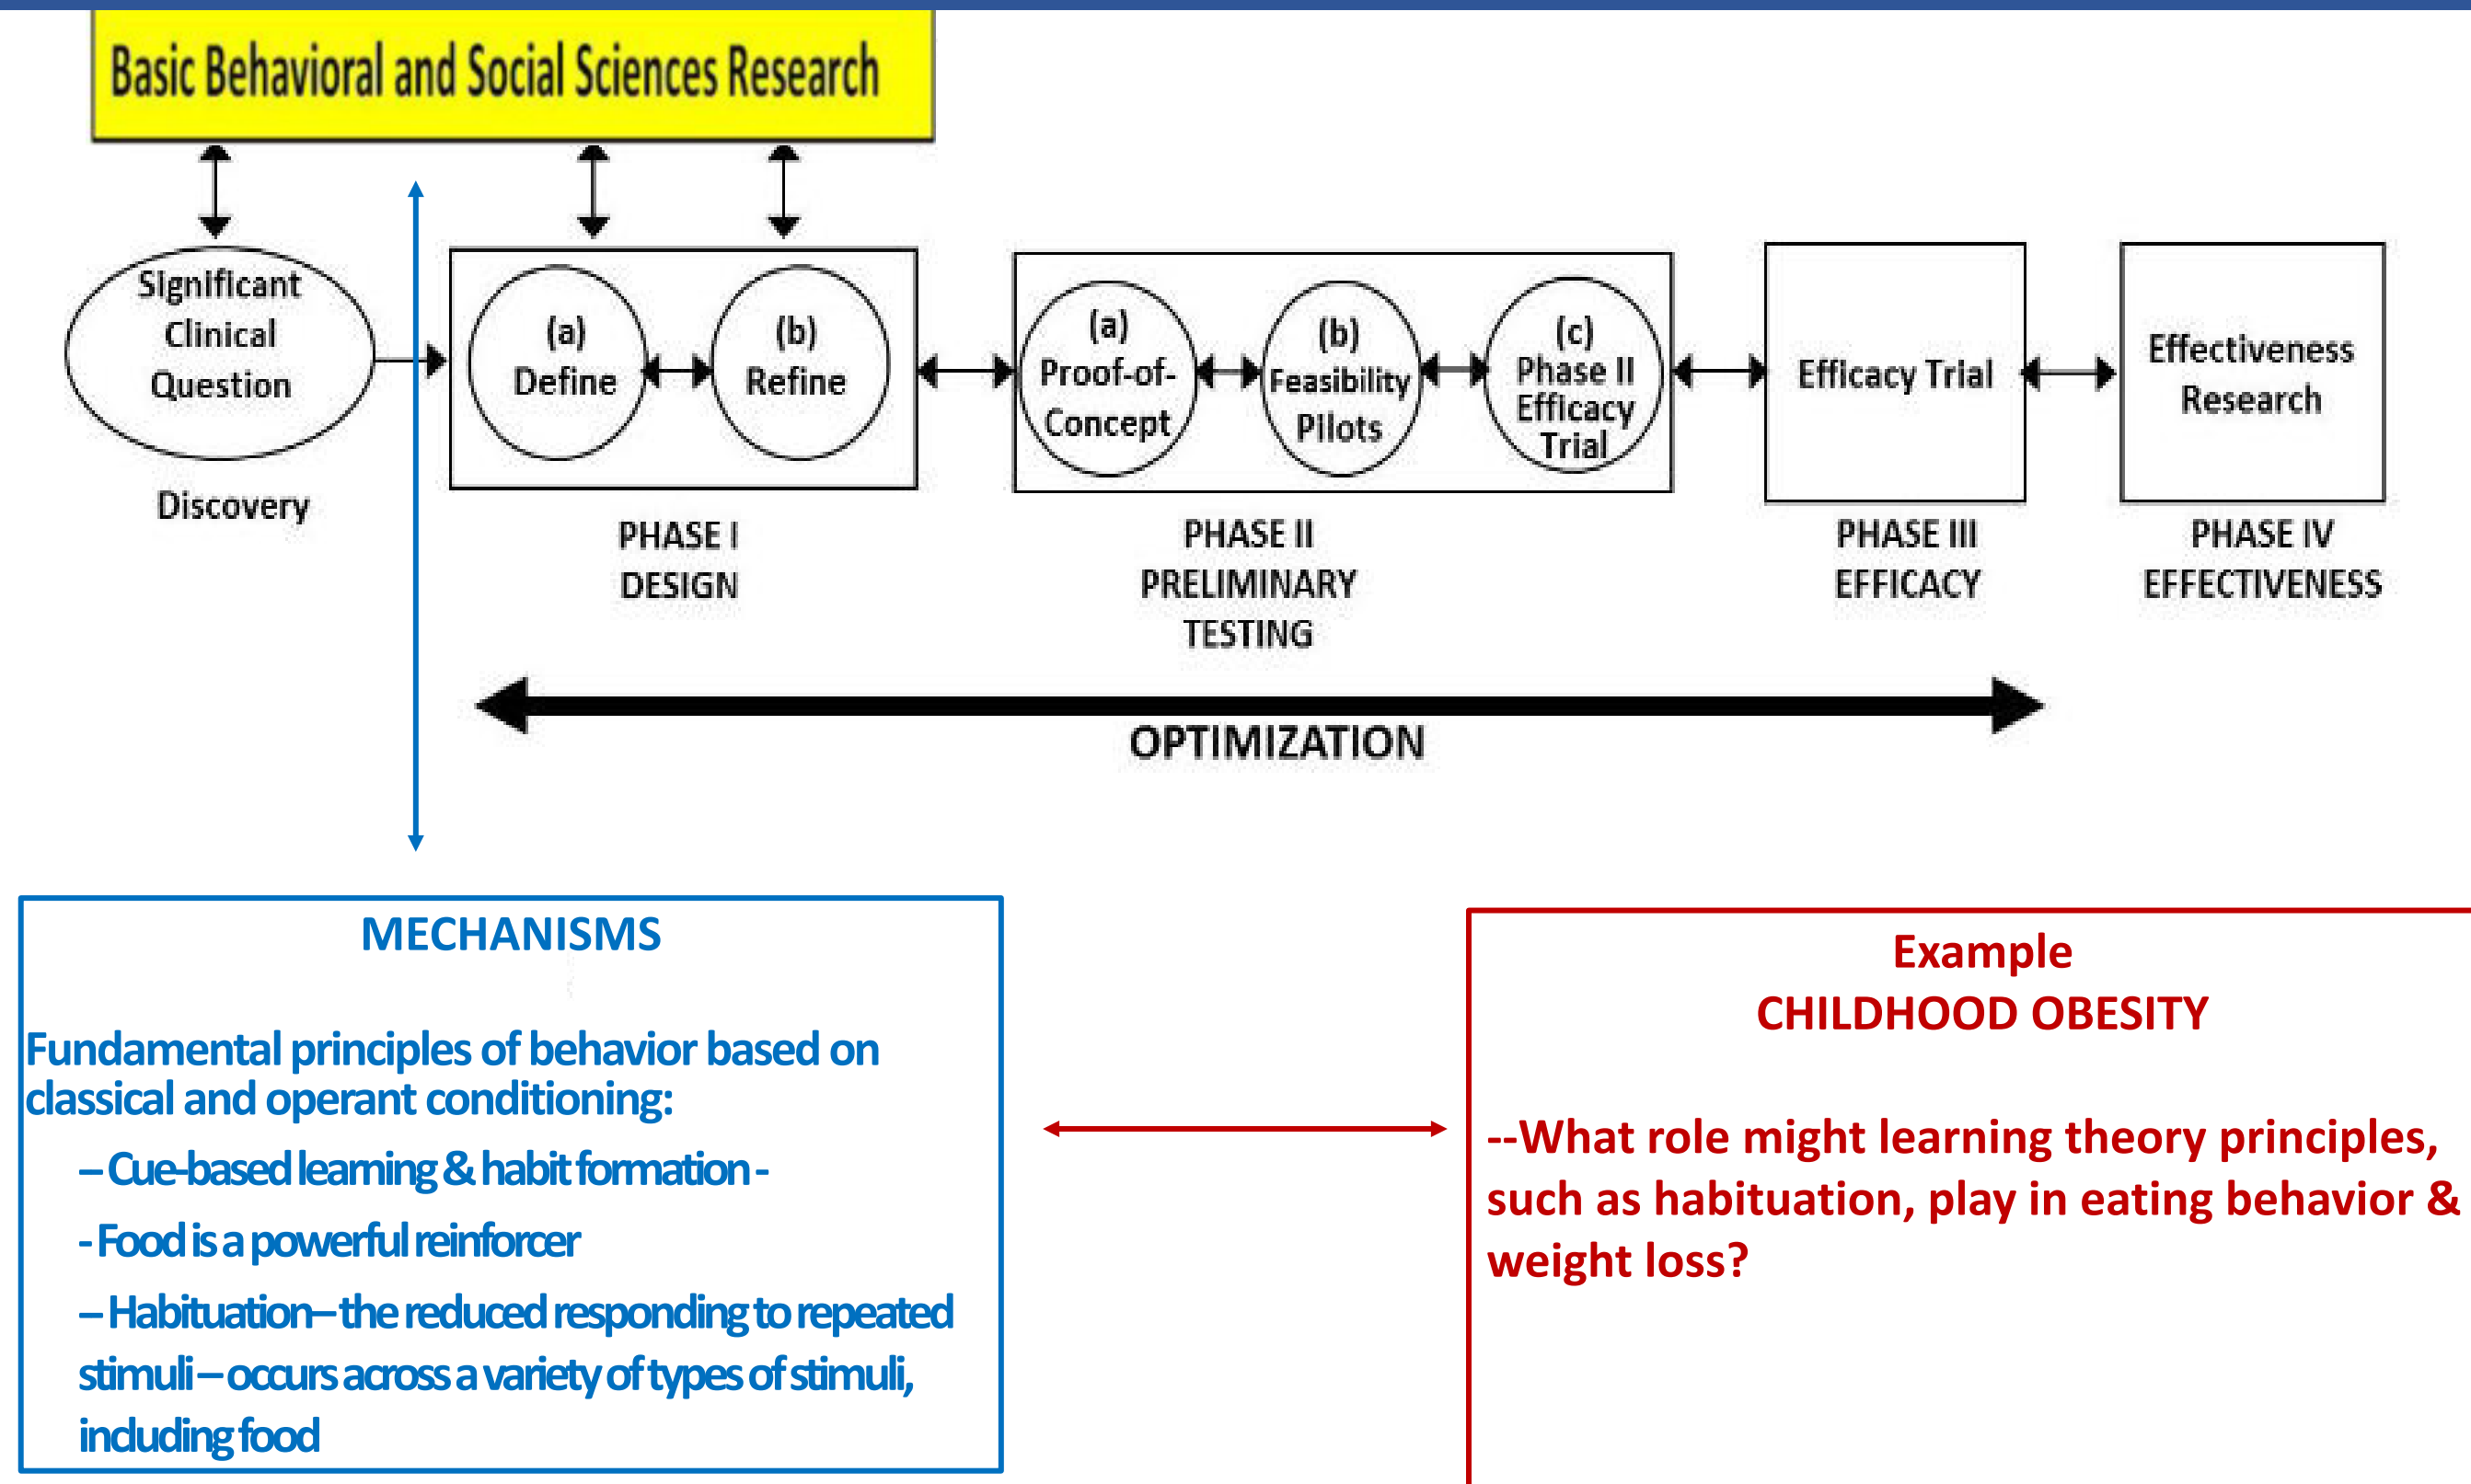 Basic Behavioral and Social Sciences Research
Significant
Clinical
Question
Discovery
(a)
Define
(b)
Refine
PHASE I
DESIGN
(a)
Proof-of-
Concept
(b)
Feasibility
Pilots
(c)
Phase II
Efficacy
Trial
PHASE II
PRELIMINARY
TESTING
Efficacy Trial
PHASE III
EFFICACY
Effectiveness
Research
PHASE IV
EFFECTIVENESS
OPTIMIZATION
MECHANISMS
Fundamental principles of behavior based on
classical and operant conditioning:
– Cue-based learning & habit formation -
- Food is a powerful reinforcer
– Habituation– the reduced responding to repeated
stimuli – occurs across a variety of types of stimuli,
including food
Example
CHILDHOOD OBESITY
--What role might learning theory principles,
such as habituation, play in eating behavior &
weight loss?